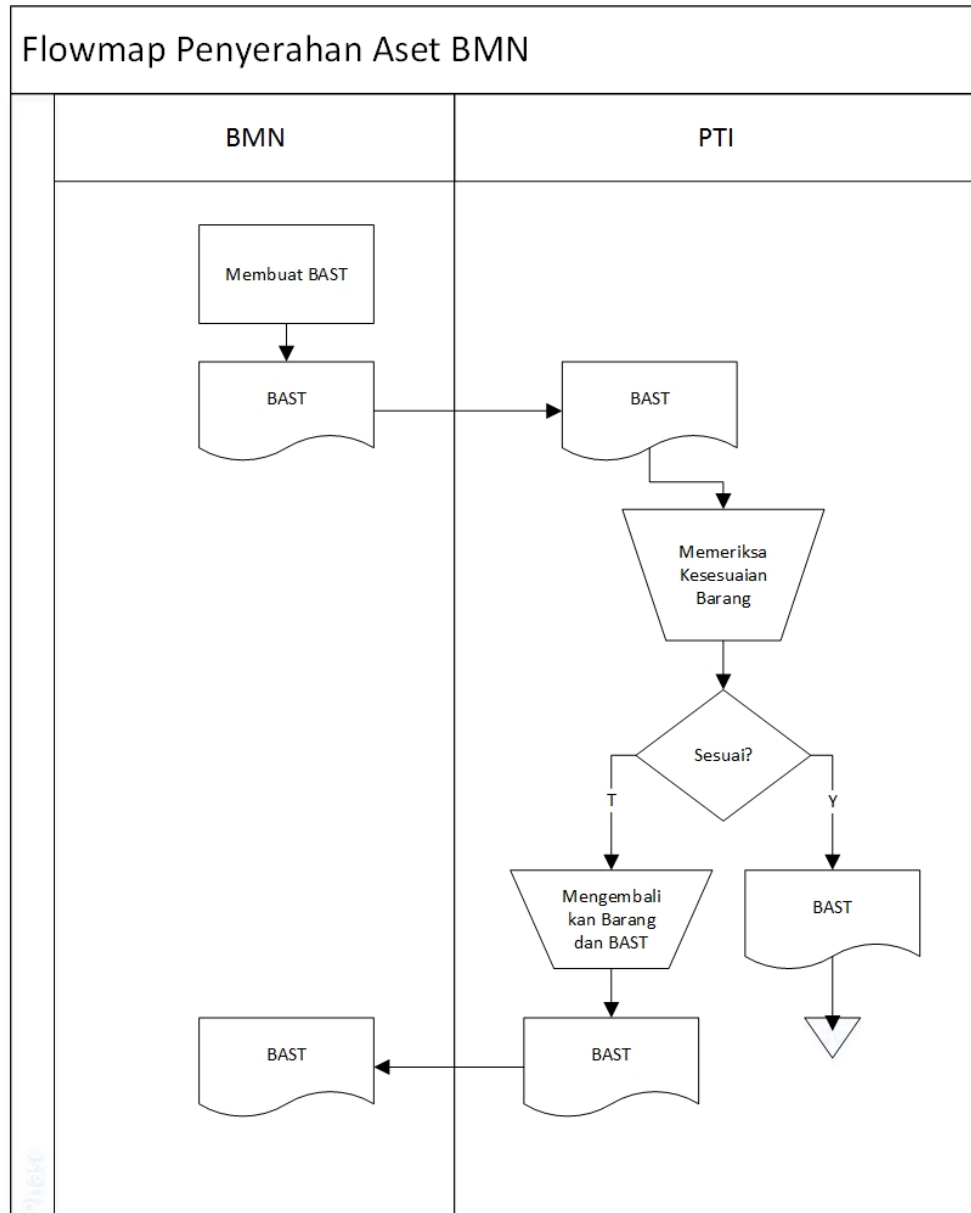 Flowmap Penyerahan Aset BMN
BMN
PTI
Membuat BAST
BAST
BAST
Memeriksa
Kesesuaian
Barang
Sesuai?
T
Y
Mengembali
kan Barang
dan BAST
BAST
BAST
BAST
Phase